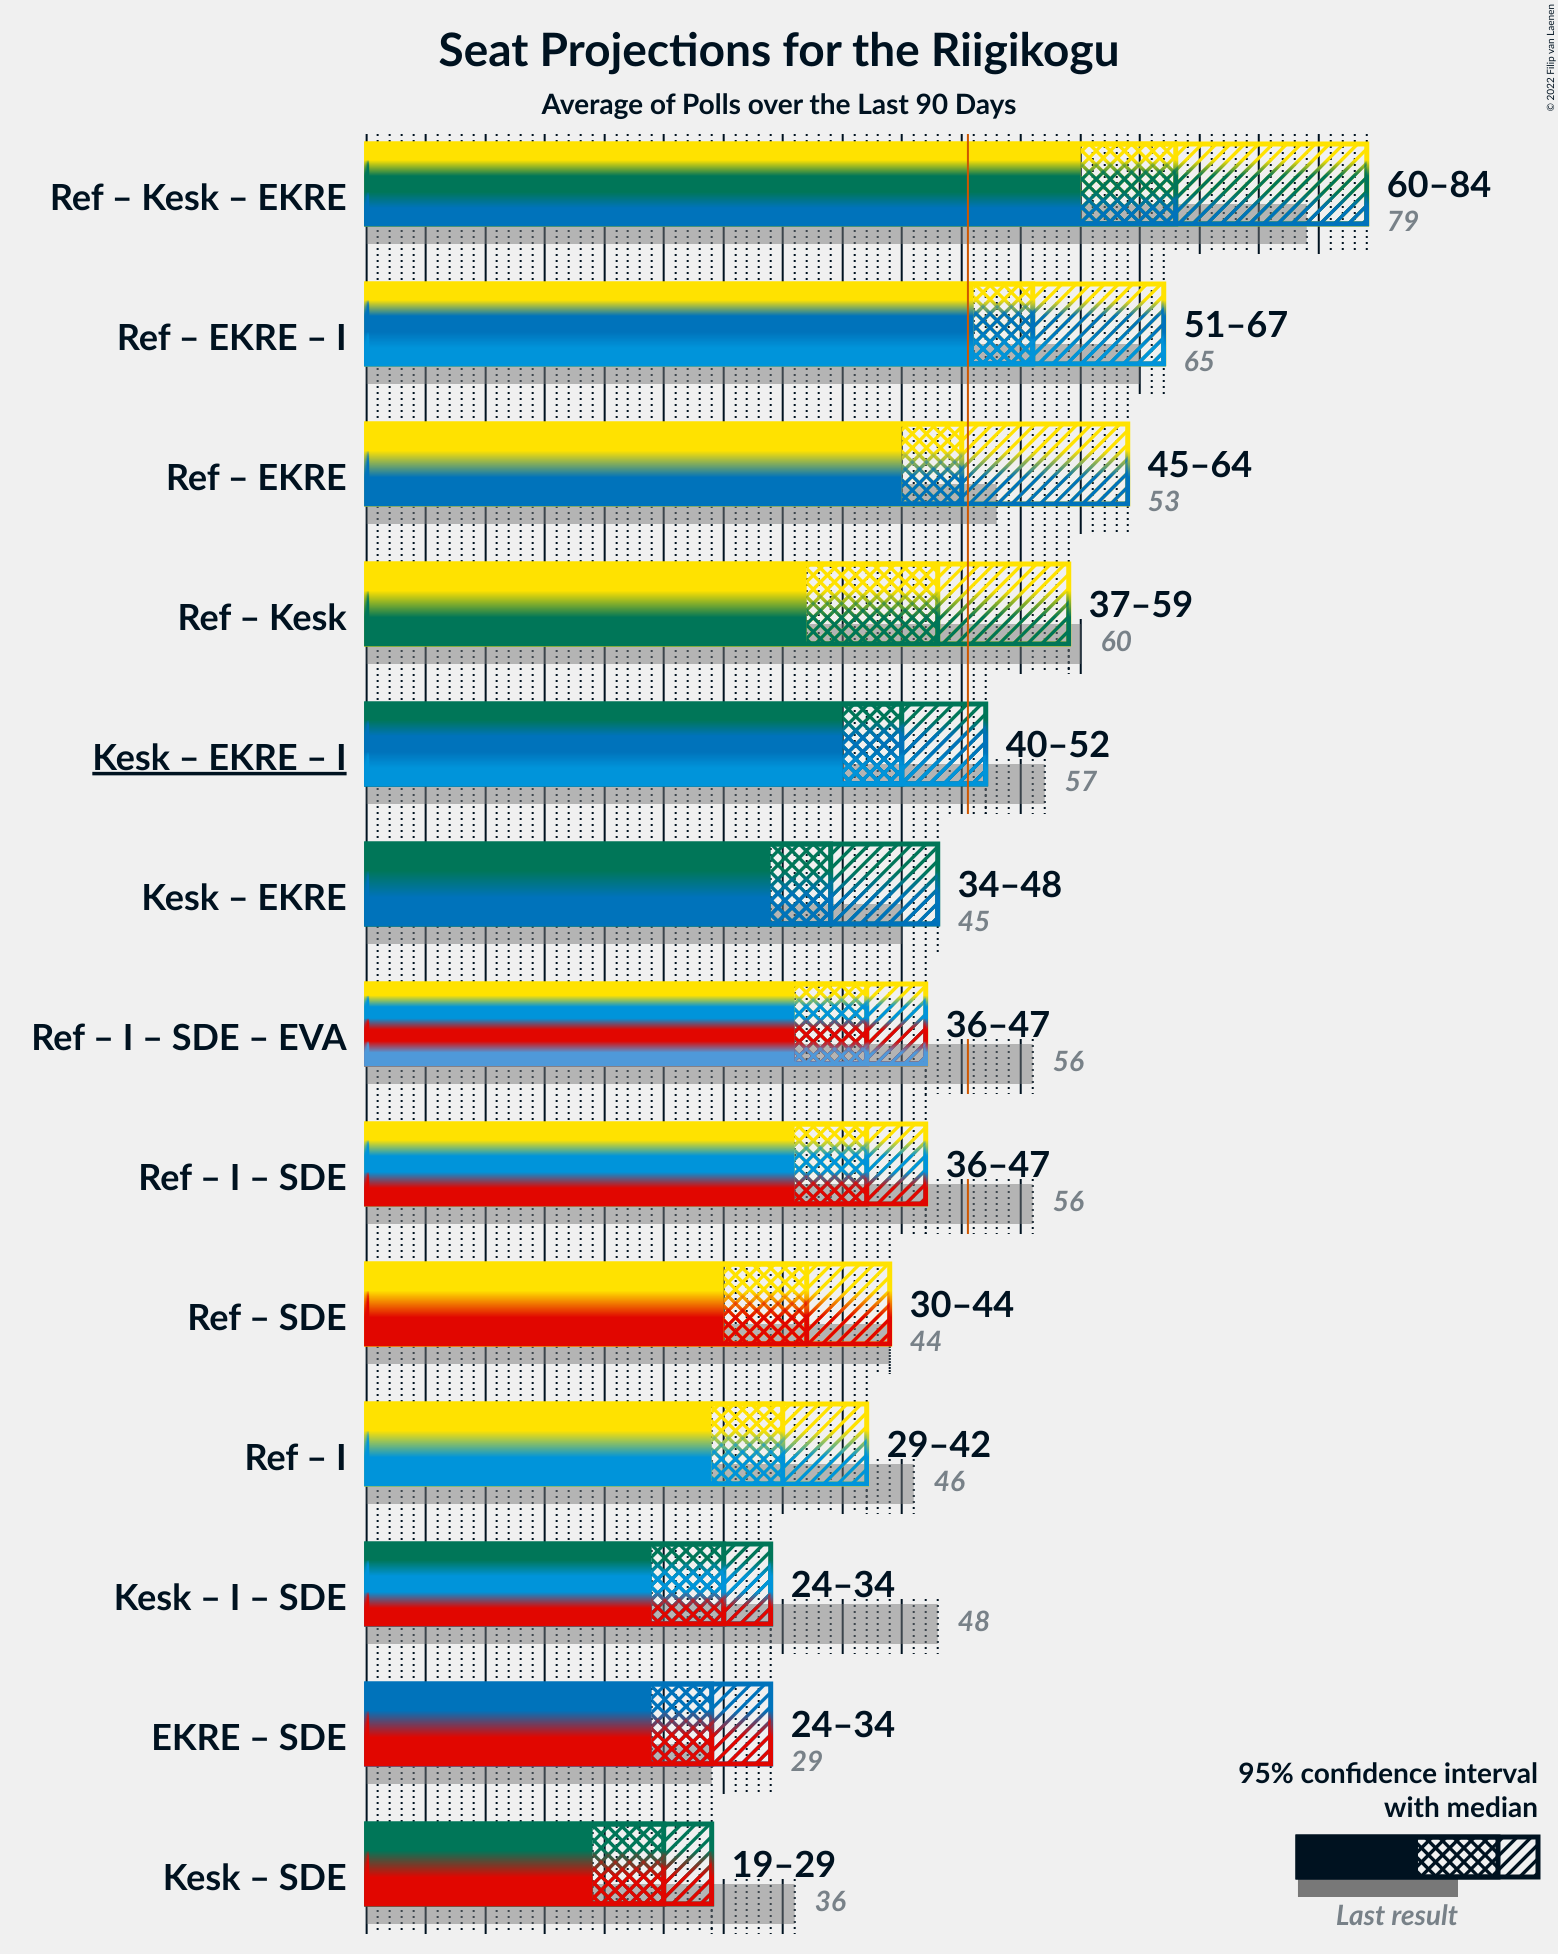 Seat Projections for the Riigikogu
Average of Polls over the Last 90 Days
© 2022 Filip van Laenen
Ref – Kesk – EKRE
60–84
79
Ref – EKRE – I
51–67
65
Ref – EKRE
45–64
53
Ref – Kesk
37–59
60
Kesk – EKRE – I
40–52
57
Kesk – EKRE
34–48
45
Ref – I – SDE – EVA
36–47
56
Ref – I – SDE
36–47
56
Ref – SDE
30–44
44
Ref – I
29–42
46
Kesk – I – SDE
24–34
48
EKRE – SDE
24–34
29
Kesk – SDE
19–29
36
95% confidence interval
with median
Last result